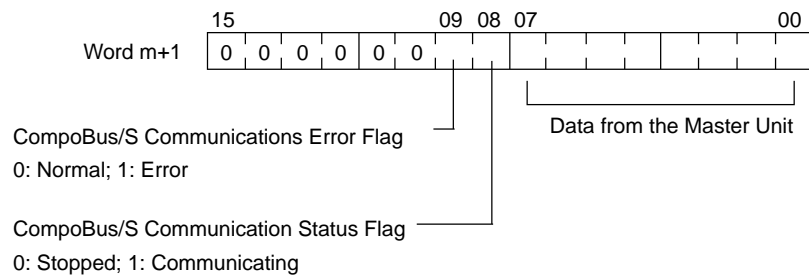 15 09 08 07 00
Word m+1 0 0 0 0 0 0
Data from the Master Unit
CompoBus/S Communications Error Flag
0: Normal; 1: Error
CompoBus/S Communication Status Flag
0: Stopped; 1: Communicating